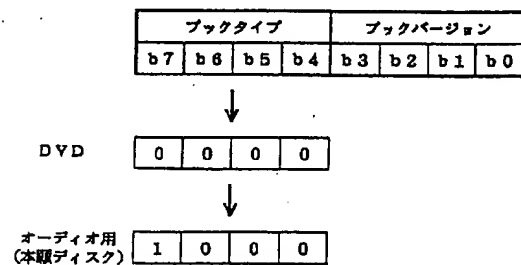 ブックタイプ ブックバージョン
b7 b6 b5 b4 b3 b2 b1 b0
DVD 0 0 0 0
オーディオ用
(本願ディスク) 1 0 0 0